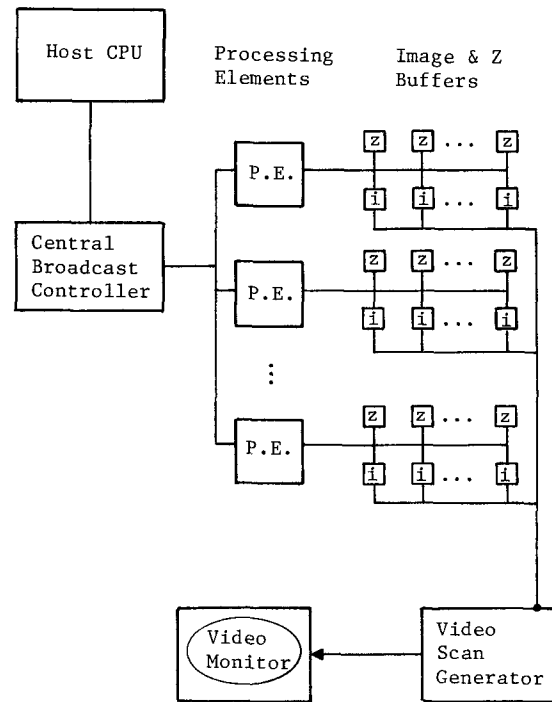 Host CPU
Processing
Elements
Image & Z
Buffers
z z ... z
P.E.
i i ... i
Central
Broadcast
Controller
z z ... z
P.E.
i i ... i
⋮
z z ... z
P.E.
i i ... i
Video
Monitor
Video
Scan
Generator